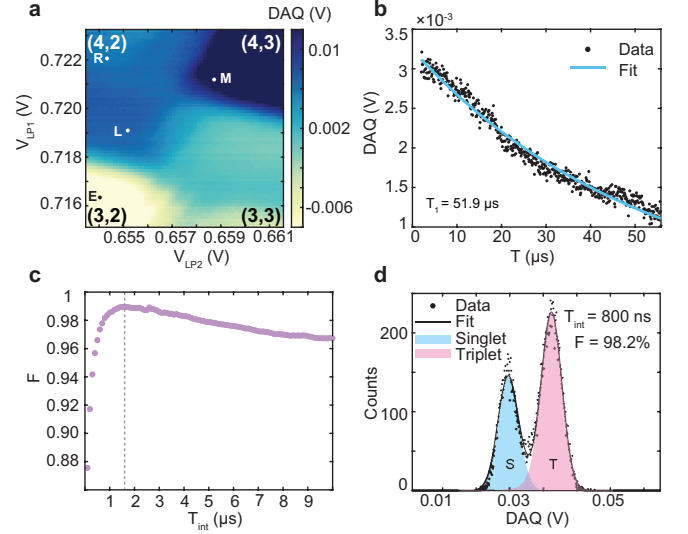 a
DAQ (V)
(4,2)
(4,3)
R
M
L
E
(3,2)
(3,3)
0.722
0.720
0.718
0.716
V_LP1 (V)
0.655
0.657
0.659
0.661
V_LP2 (V)
0.01
0.002
-0.006
b
×10⁻³
3.5
3
2.5
2
1.5
1
DAQ (V)
Data
Fit
T₁ = 51.9 µs
0
10
20
30
40
50
T (µs)
c
1
0.98
0.96
0.94
0.92
0.90
0.88
F
1
2
3
4
5
6
7
8
9
T_int (µs)
d
Data
Fit
Singlet
Triplet
T_int = 800 ns
F = 98.2%
200
100
0
Counts
S
T
0.01
0.03
0.05
DAQ (V)